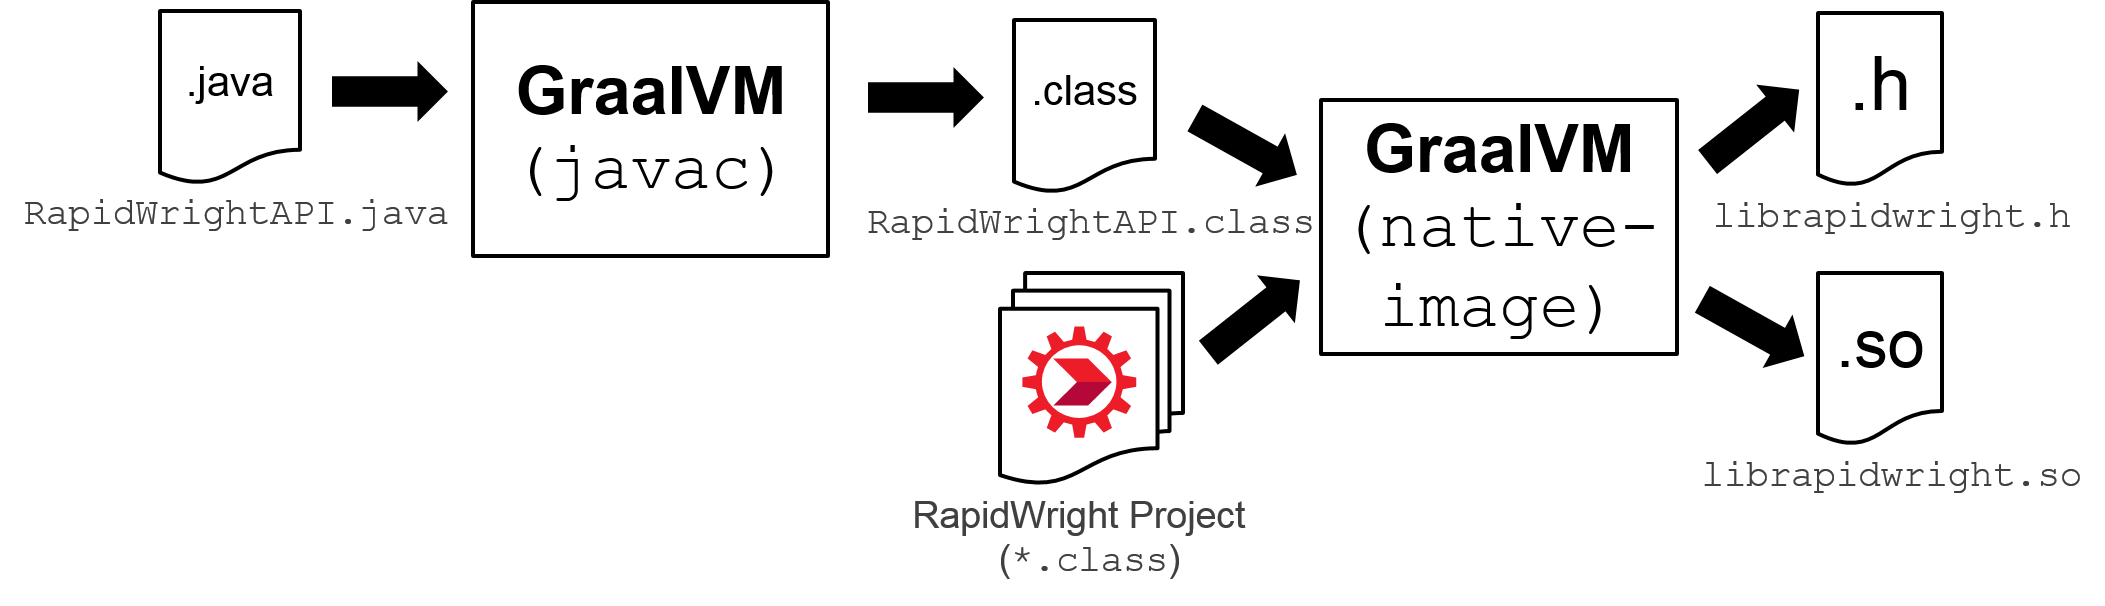 .java
RapidWrightAPI.java
GraalVM
(javac)
.class
RapidWrightAPI.class
RapidWright Project
(*.class)
GraalVM
(native-
image)
.h
librapidwright.h
.so
librapidwright.so